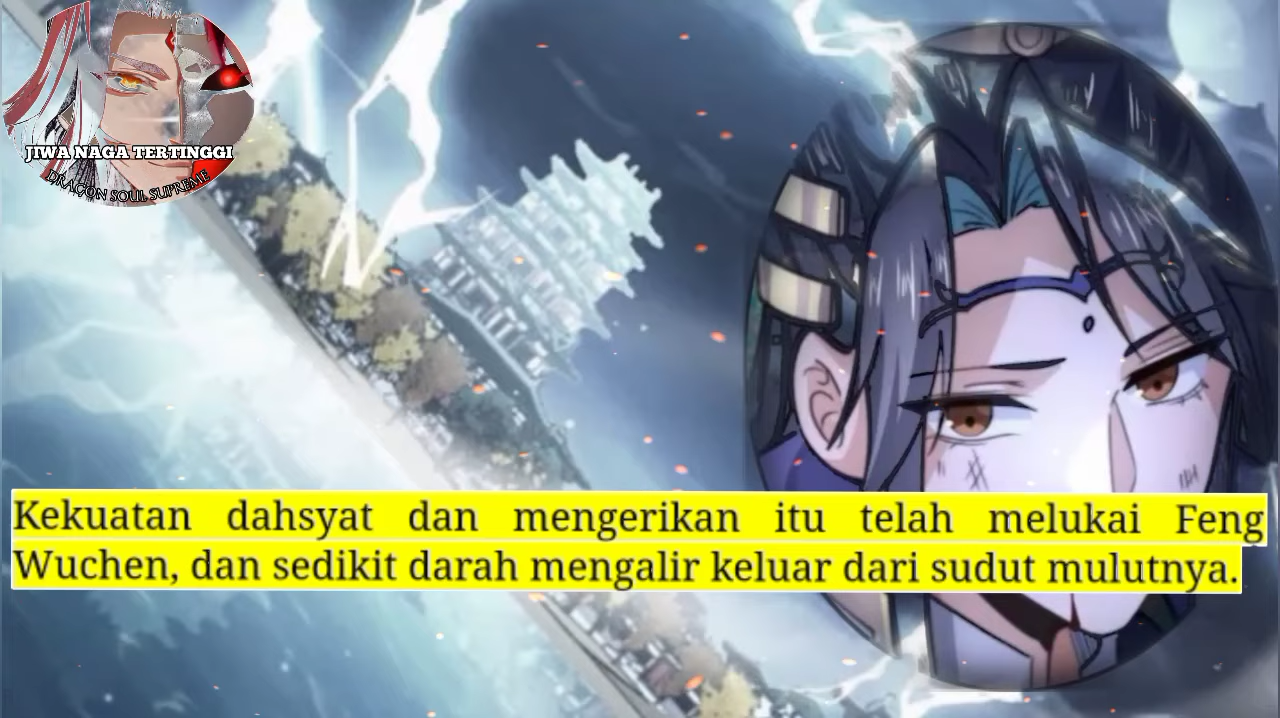 JIWA NAGA TERTINGGI
DRAGON SOUL SUPREME
Kekuatan dahsyat dan mengerikan itu telah melukai Feng
Wuchen, dan sedikit darah mengalir keluar dari sudut mulutnya.